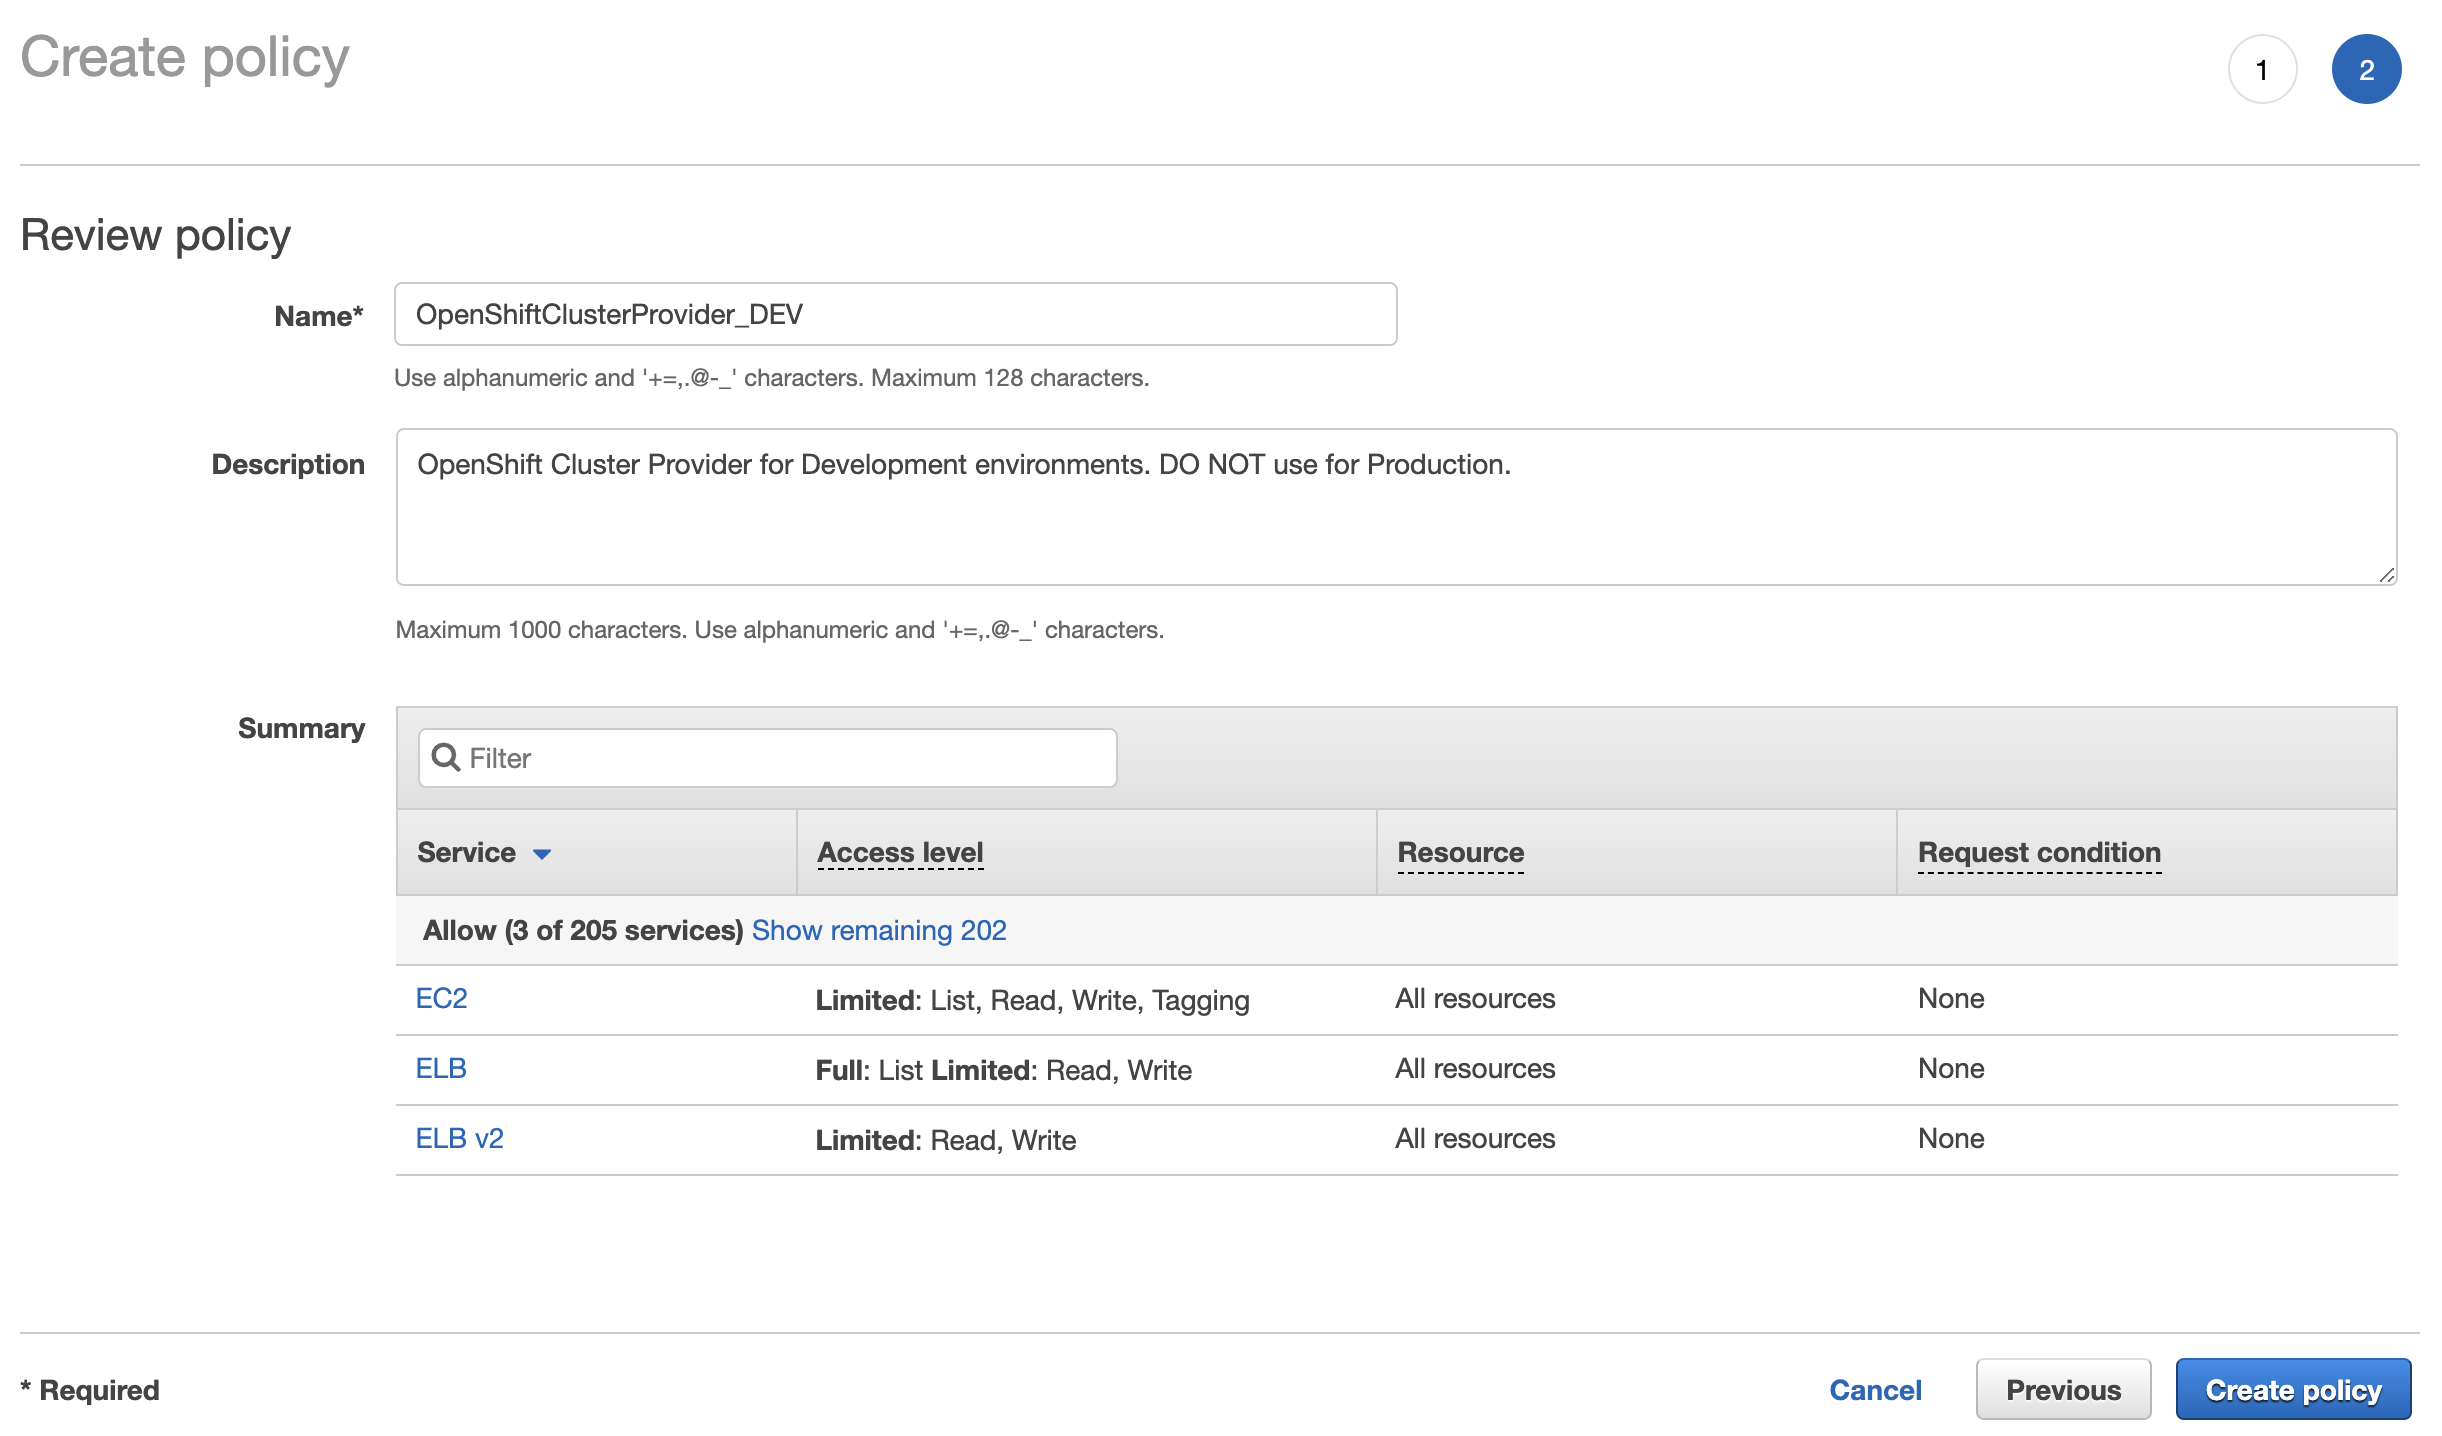 Create policy
1 2
Review policy
Name* OpenShiftClusterProvider_DEV
Use alphanumeric and '+=,.@-_' characters. Maximum 128 characters.
Description OpenShift Cluster Provider for Development environments. DO NOT use for Production.
Maximum 1000 characters. Use alphanumeric and '+=,.@-_' characters.
Summary Filter
Service Access level Resource Request condition
Allow (3 of 205 services) Show remaining 202
EC2 Limited: List, Read, Write, Tagging All resources None
ELB Full: List Limited: Read, Write All resources None
ELB v2 Limited: Read, Write All resources None
* Required Cancel Previous Create policy